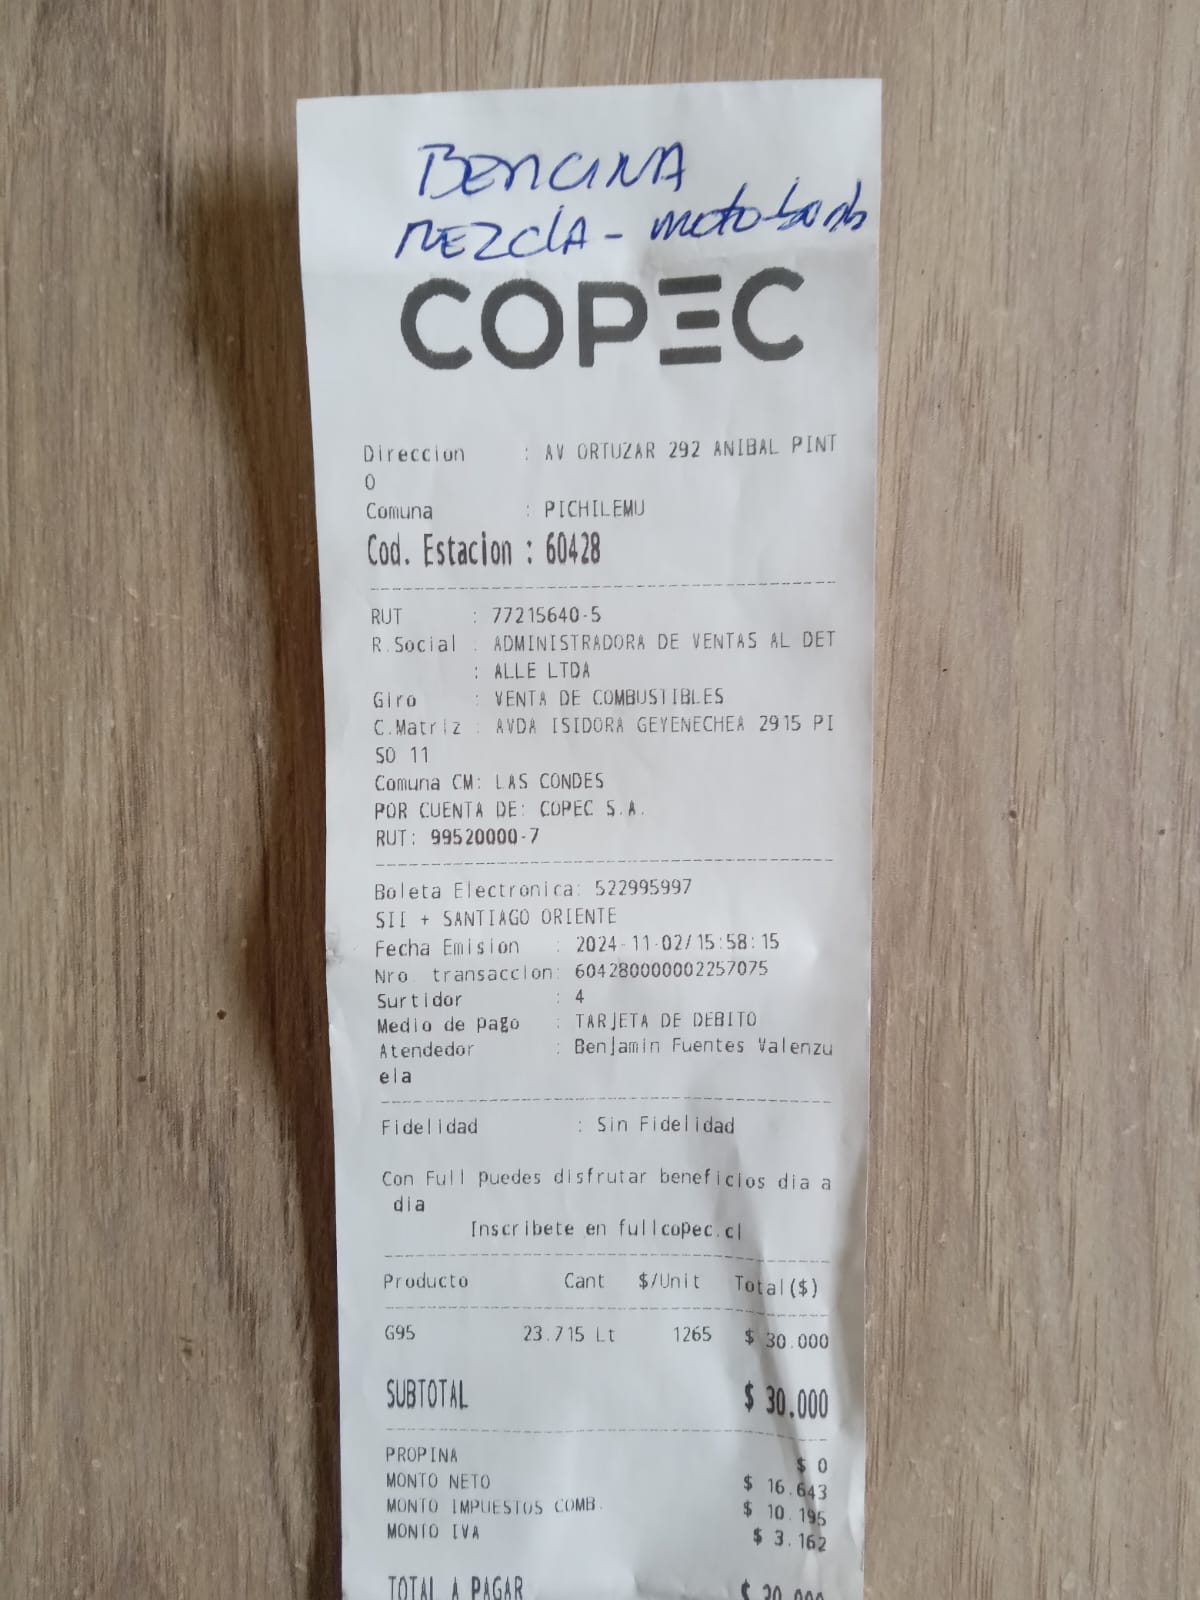 BENCINA
MEZCLA - motobomba
COPEC
Direccion : AV ORTUZAR 292 ANIBAL PINT
O
Comuna : PICHILEMU
Cod. Estacion : 60428
RUT : 77215640-5
R.Social : ADMINISTRADORA DE VENTAS AL DET
: ALLE LTDA
Giro : VENTA DE COMBUSTIBLES
C.Matriz : AVDA ISIDORA GEYENECHEA 2915 PI
SO 11
Comuna CM: LAS CONDES
POR CUENTA DE: COPEC S.A.
RUT: 99520000-7
Boleta Electronica: 522995997
SII + SANTIAGO ORIENTE
Fecha Emision : 2024-11-02/15:58:15
Nro transaccion: 604280000002257075
Surtidor : 4
Medio de pago : TARJETA DE DEBITO
Atendedor : Benjamin Fuentes Valenzu
ela
Fidelidad : Sin Fidelidad
Con Full puedes disfrutar beneficios dia a
dia
Inscribete en fullcopec.cl
Producto Cant $/Unit Total($)
G95 23.715 Lt 1265 $ 30.000
SUBTOTAL $ 30.000
PROPINA $ 0
MONTO NETO $ 16.643
MONTO IMPUESTOS COMB. $ 10.195
MONTO IVA $ 3.162
TOTAL A PAGAR $ 30.000